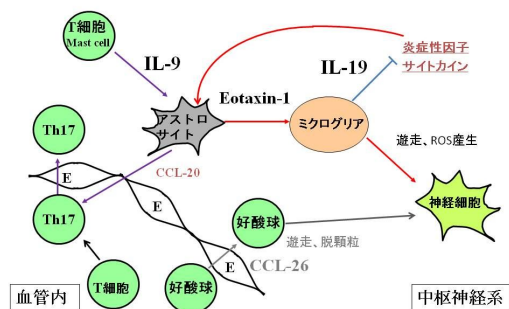 T細胞
Mast cell
IL-9
炎症性因子
サイトカイン
IL-19
Eotaxin-1
アストロ
サイト
ミクログリア
Th17
遊走、ROS産生
CCL-20
E
Th17
E
好酸球
神経細胞
遊走、脱顆粒
E
CCL-26
T細胞
好酸球
血管内
中枢神経系